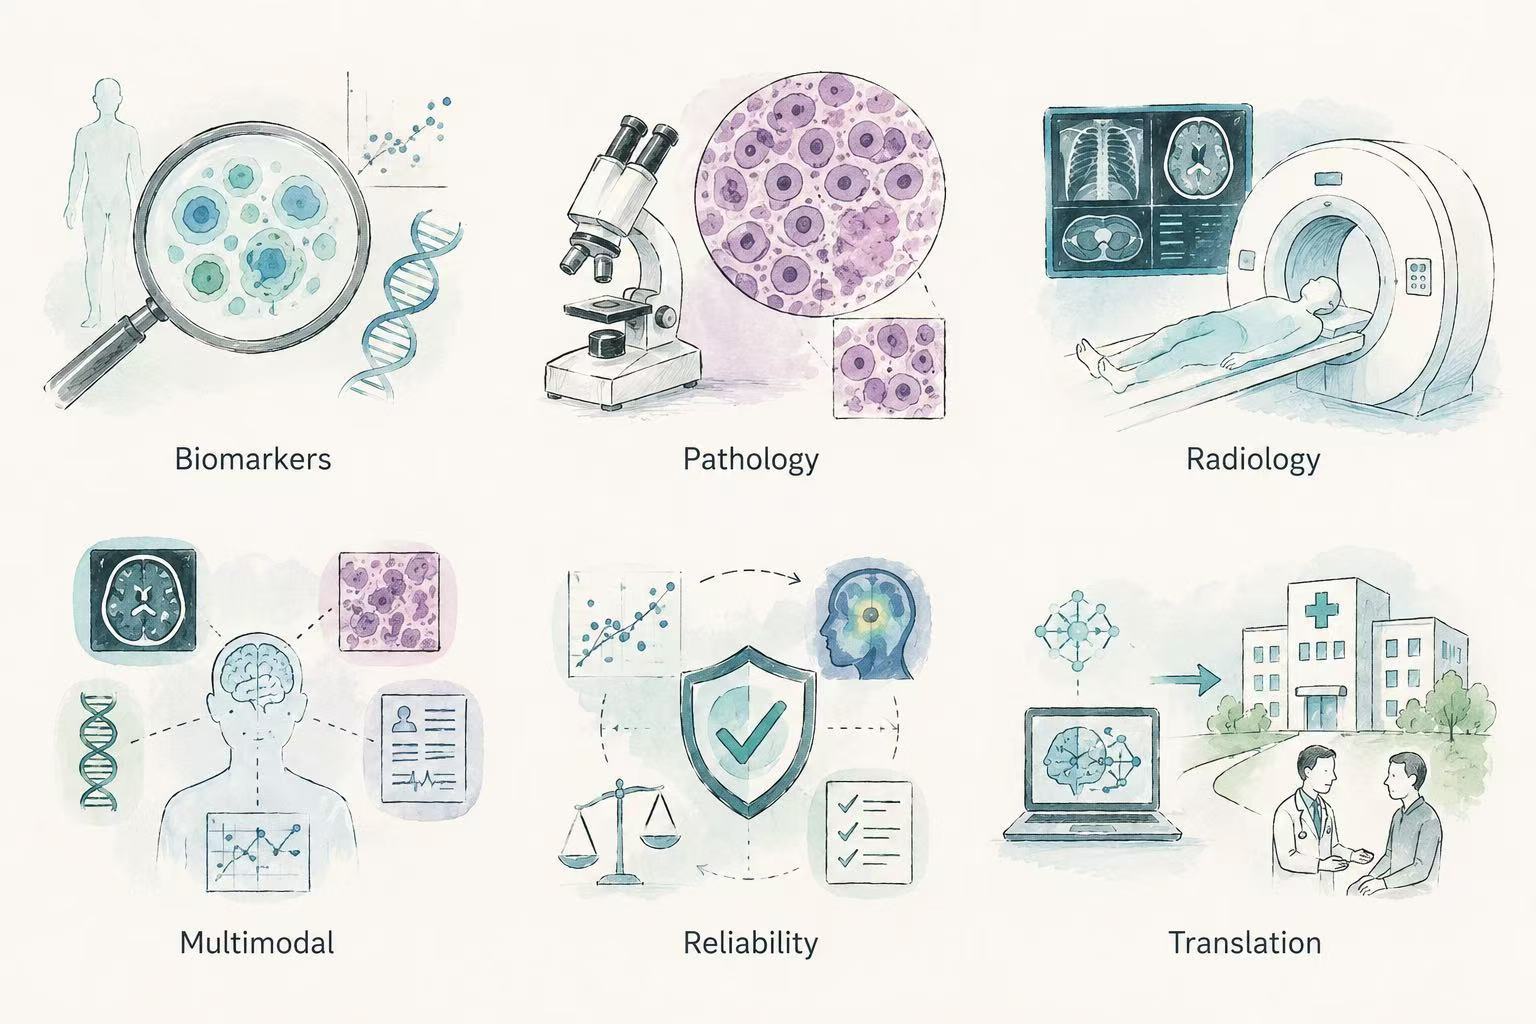 Biomarkers
Pathology
Radiology
Multimodal
Reliability
Translation